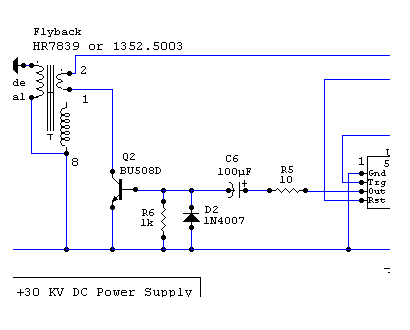 Flyback
HR7839 or 1352.5003
2
de
al
1
T
8
Q2
BU508D
C6
100µF
+
R5
10
1
5
Gnd
Trg
Out
Rst
R6
1k
D2
1N4007
+30 KV DC Power Supply